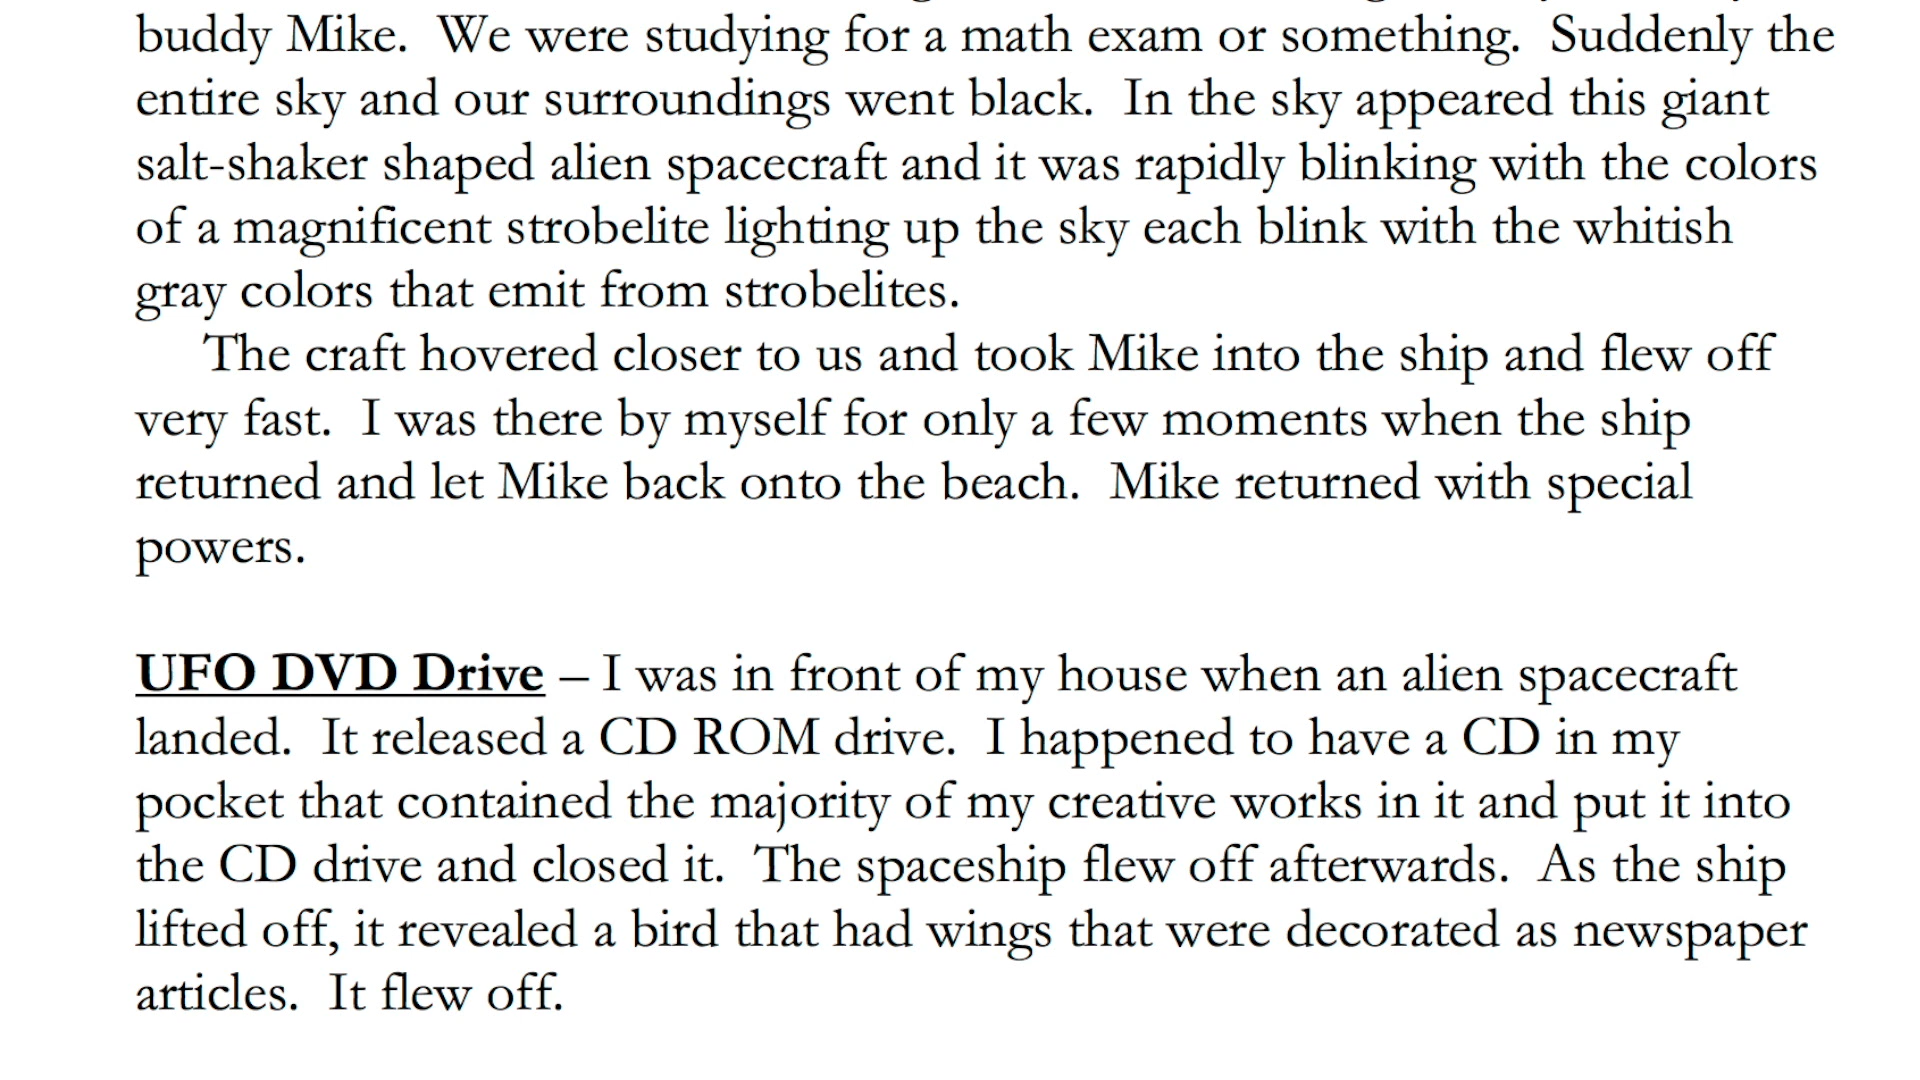 buddy Mike.  We were studying for a math exam or something.  Suddenly the
entire sky and our surroundings went black.  In the sky appeared this giant
salt-shaker shaped alien spacecraft and it was rapidly blinking with the colors
of a magnificent strobelite lighting up the sky each blink with the whitish
gray colors that emit from strobelites.
The craft hovered closer to us and took Mike into the ship and flew off
very fast.  I was there by myself for only a few moments when the ship
returned and let Mike back onto the beach.  Mike returned with special
powers.
UFO DVD Drive – I was in front of my house when an alien spacecraft
landed.  It released a CD ROM drive.  I happened to have a CD in my
pocket that contained the majority of my creative works in it and put it into
the CD drive and closed it.  The spaceship flew off afterwards.  As the ship
lifted off, it revealed a bird that had wings that were decorated as newspaper
articles.  It flew off.